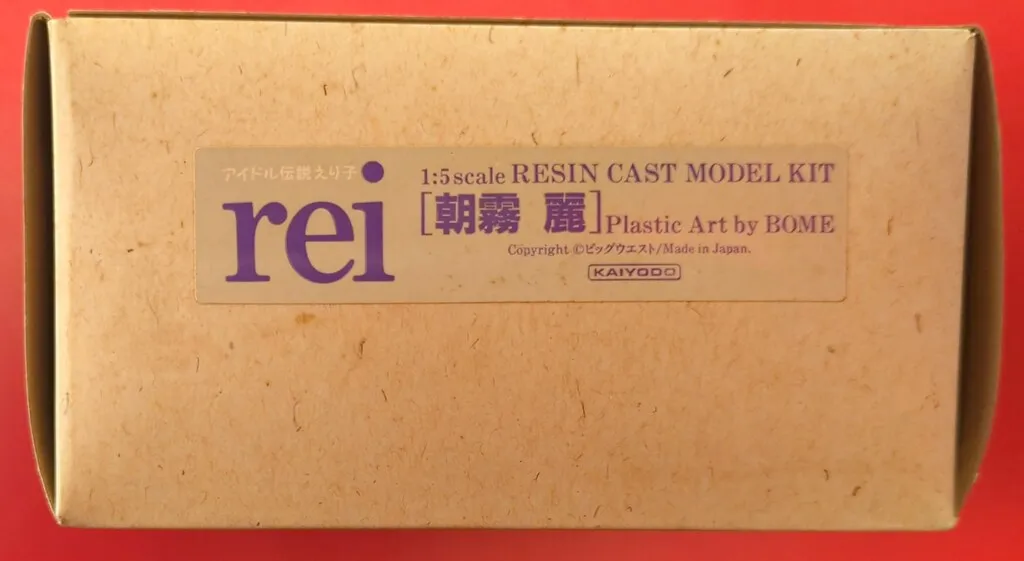 アイドル伝説えり子
rei
1:5scale RESIN CAST MODEL KIT
[朝霧 麗]Plastic Art by BOME
Copyright ©ビッグウエスト/Made in Japan.
KAIYODO